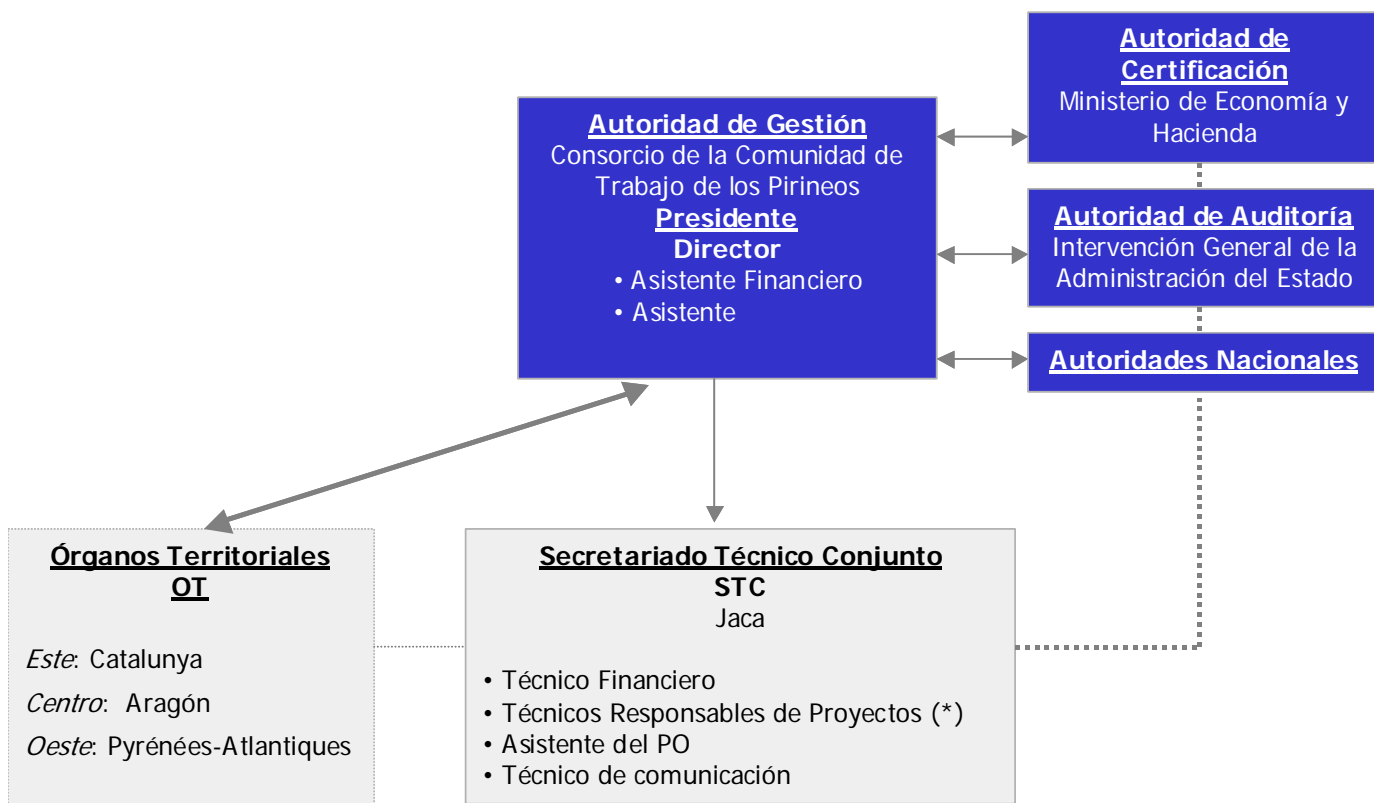 Autoridad de
Certificación
Ministerio de Economía y
Hacienda
Autoridad de Gestión
Consorcio de la Comunidad de
Trabajo de los Pirineos
Presidente
Director
• Asistente Financiero
• Asistente
Autoridad de Auditoría
Intervención General de la
Administración del Estado
Autoridades Nacionales
Órganos Territoriales
OT
Este: Catalunya
Centro: Aragón
Oeste: Pyrénées-Atlantiques
Secretariado Técnico Conjunto
STC
Jaca
• Técnico Financiero
• Técnicos Responsables de Proyectos (*)
• Asistente del PO
• Técnico de comunicación